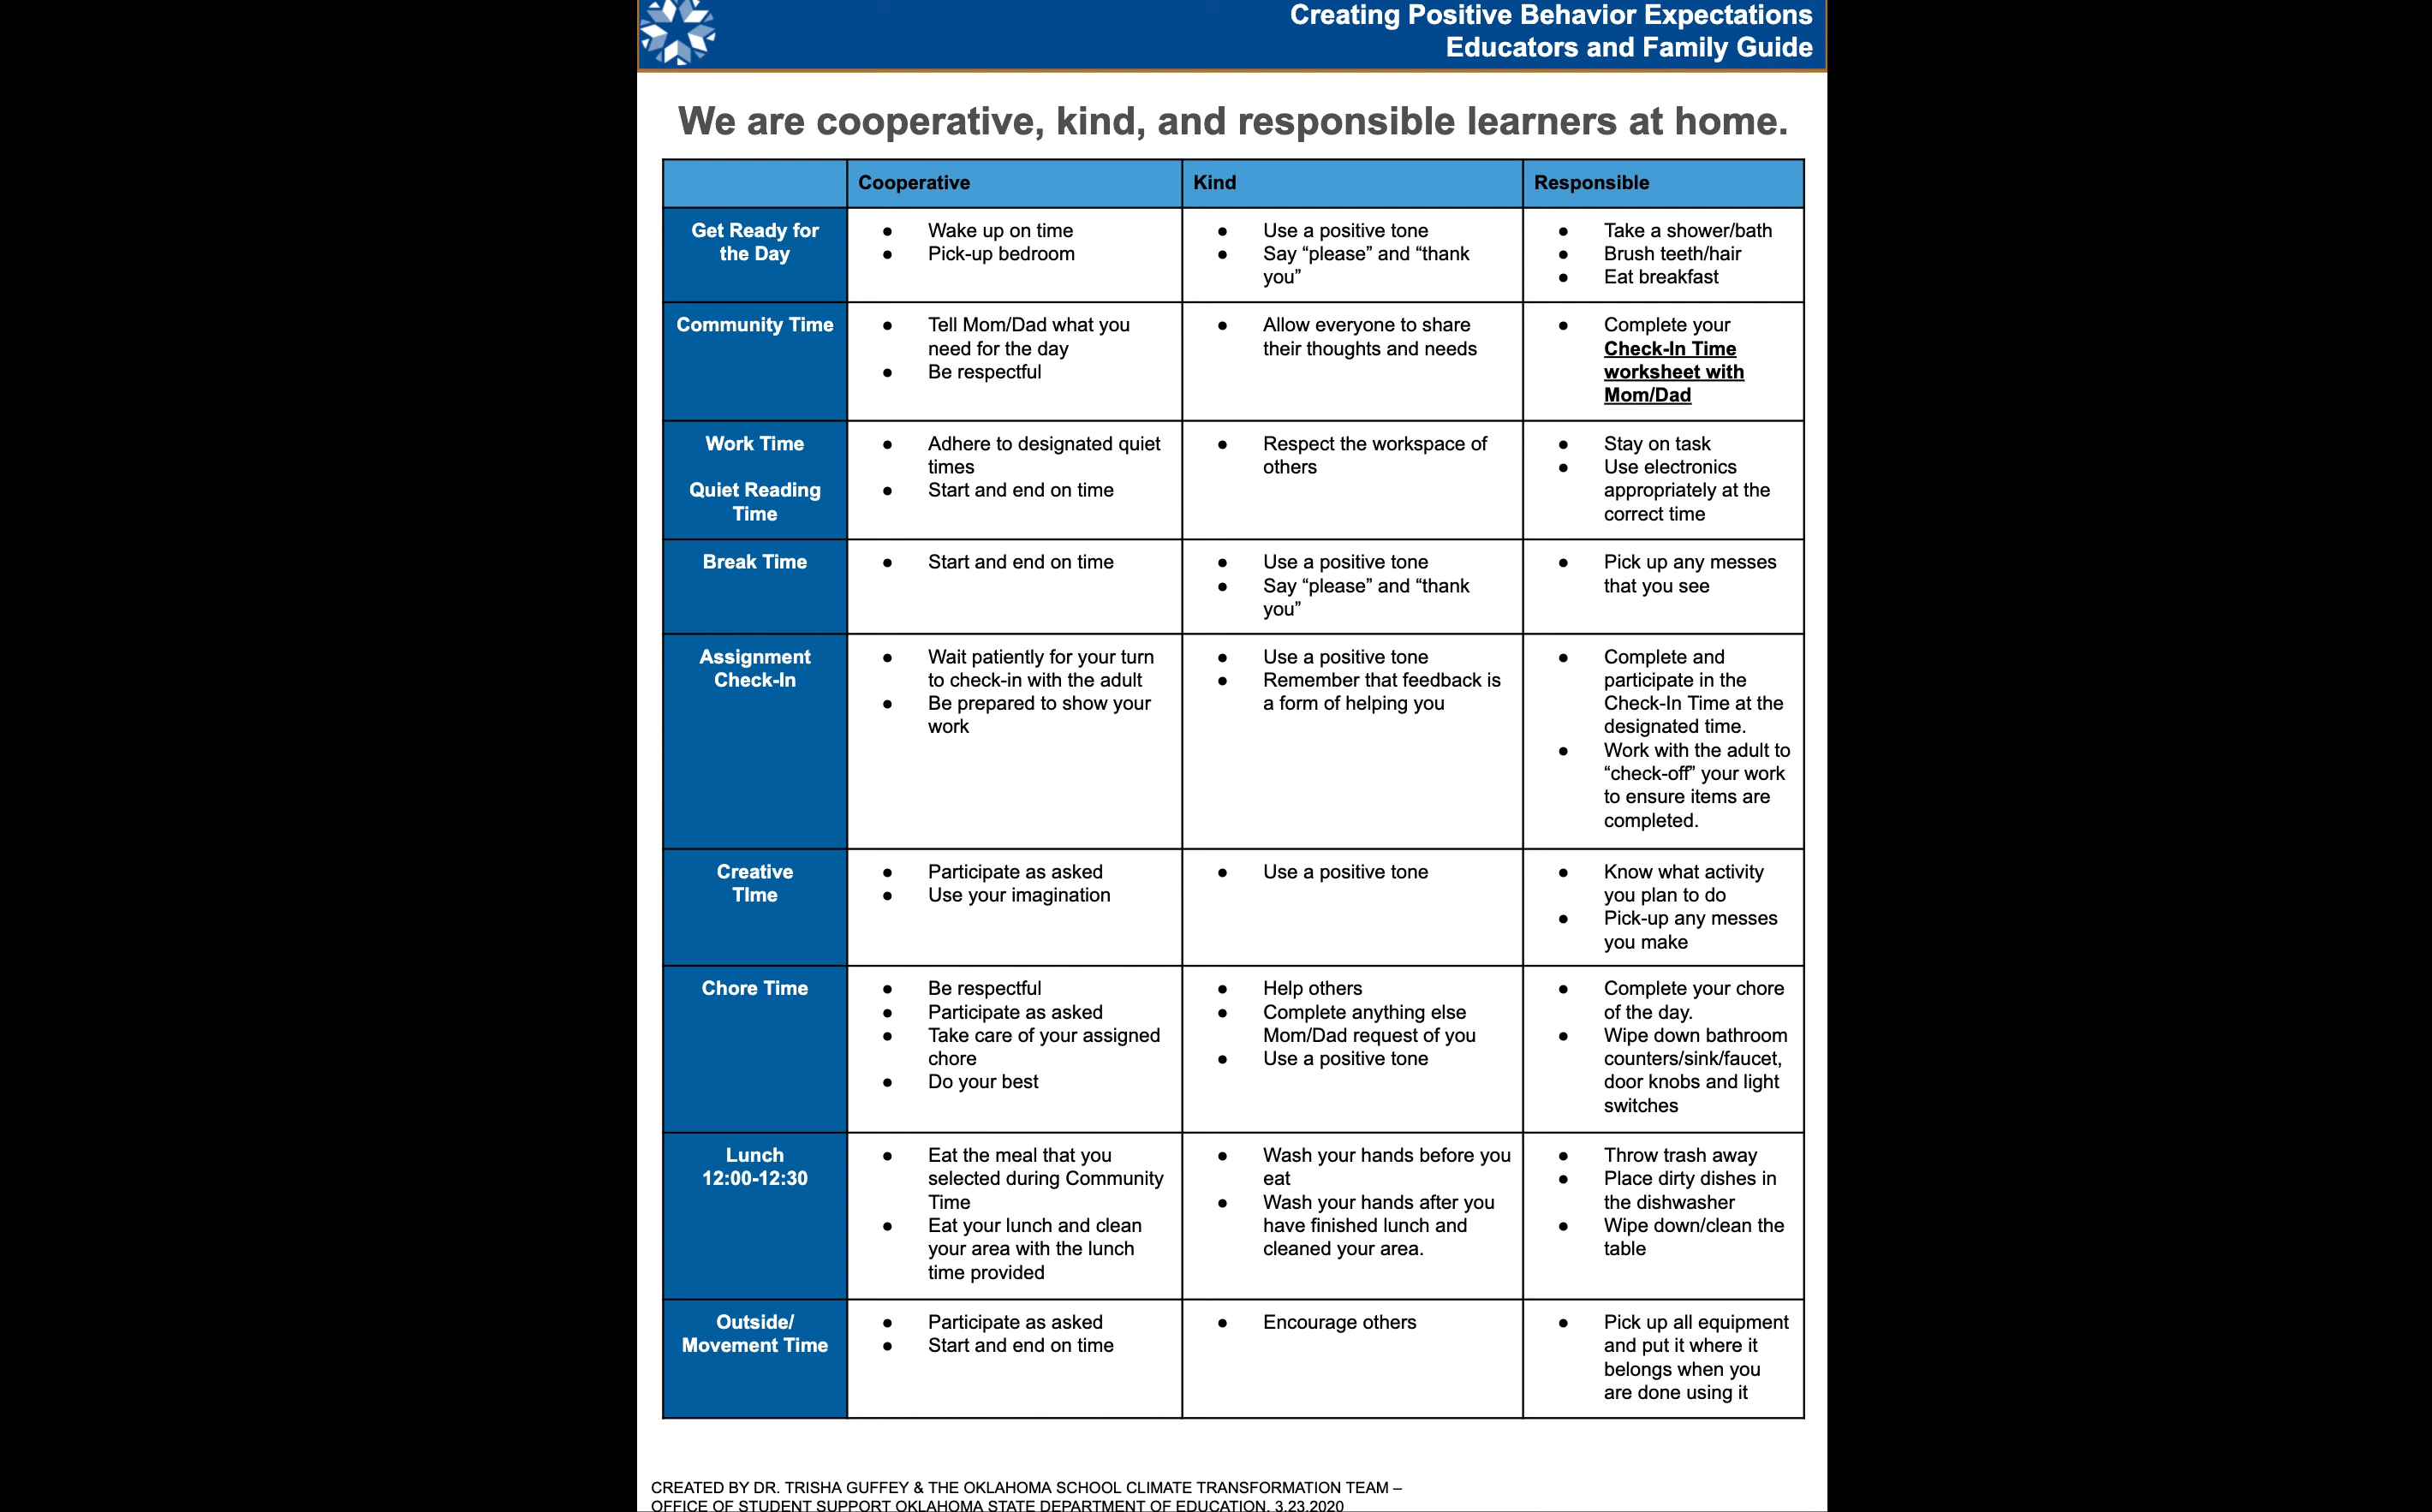 Creating Positive Behavior Expectations
Educators and Family Guide
We are cooperative, kind, and responsible learners at home.
Cooperative
Kind
Responsible
Get Ready for
the Day
● Wake up on time
● Pick-up bedroom
● Use a positive tone
● Say “please” and “thank
you”
● Take a shower/bath
● Brush teeth/hair
● Eat breakfast
Community Time
● Tell Mom/Dad what you
need for the day
● Be respectful
● Allow everyone to share
their thoughts and needs
● Complete your
Check-In Time
worksheet with
Mom/Dad
Work Time
Quiet Reading
Time
● Adhere to designated quiet
times
● Start and end on time
● Respect the workspace of
others
● Stay on task
● Use electronics
appropriately at the
correct time
Break Time
● Start and end on time
● Use a positive tone
● Say “please” and “thank
you”
● Pick up any messes
that you see
Assignment
Check-In
● Wait patiently for your turn
to check-in with the adult
● Be prepared to show your
work
● Use a positive tone
● Remember that feedback is
a form of helping you
● Complete and
participate in the
Check-In Time at the
designated time.
● Work with the adult to
“check-off” your work
to ensure items are
completed.
Creative
TIme
● Participate as asked
● Use your imagination
● Use a positive tone
● Know what activity
you plan to do
● Pick-up any messes
you make
Chore Time
● Be respectful
● Participate as asked
● Take care of your assigned
chore
● Do your best
● Help others
● Complete anything else
Mom/Dad request of you
● Use a positive tone
● Complete your chore
of the day.
● Wipe down bathroom
counters/sink/faucet,
door knobs and light
switches
Lunch
12:00-12:30
● Eat the meal that you
selected during Community
Time
● Eat your lunch and clean
your area with the lunch
time provided
● Wash your hands before you
eat
● Wash your hands after you
have finished lunch and
cleaned your area.
● Throw trash away
● Place dirty dishes in
the dishwasher
● Wipe down/clean the
table
Outside/
Movement Time
● Participate as asked
● Start and end on time
● Encourage others
● Pick up all equipment
and put it where it
belongs when you
are done using it
CREATED BY DR. TRISHA GUFFEY & THE OKLAHOMA SCHOOL CLIMATE TRANSFORMATION TEAM –
OFFICE OF STUDENT SUPPORT OKLAHOMA STATE DEPARTMENT OF EDUCATION, 3.23.2020